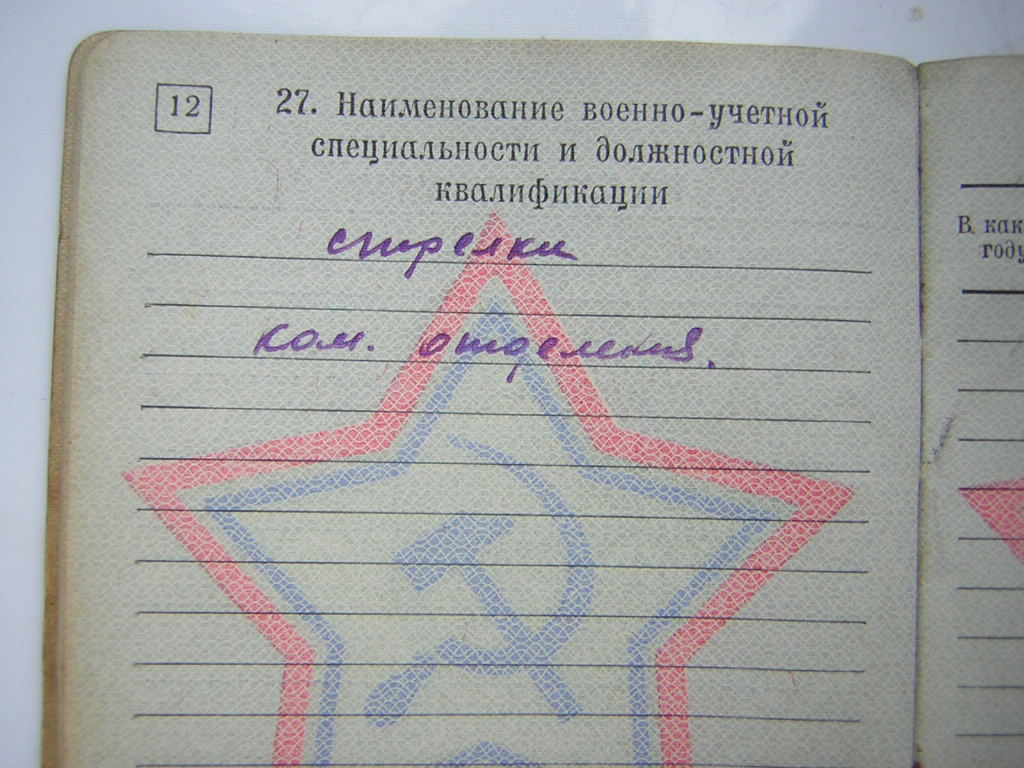 12
27. Наименование военно-учетной
специальности и должностной
квалификации
стрелки
ком. отделения.
В как
году